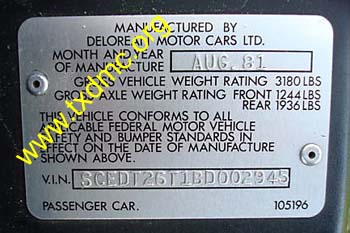 MANUFACTURED BY
DELOREAN MOTOR CARS LTD.
MONTH AND YEAR
OF MANUFACTURE AUG. 81
GROSS VEHICLE WEIGHT RATING 3180 LBS
GROSS AXLE WEIGHT RATING FRONT 1244 LBS
REAR 1936 LBS
THIS VEHICLE CONFORMS TO ALL
APPLICABLE FEDERAL MOTOR VEHICLE
SAFETY AND BUMPER STANDARDS IN
EFFECT ON THE DATE OF MANUFACTURE
SHOWN ABOVE.
V.I.N. SCEDT26T1BD002945
PASSENGER CAR. 105196
www.txdmc.org